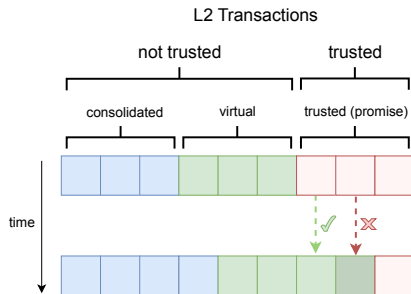 L2 Transactions
not trusted
trusted
consolidated
virtual
trusted (promise)
time